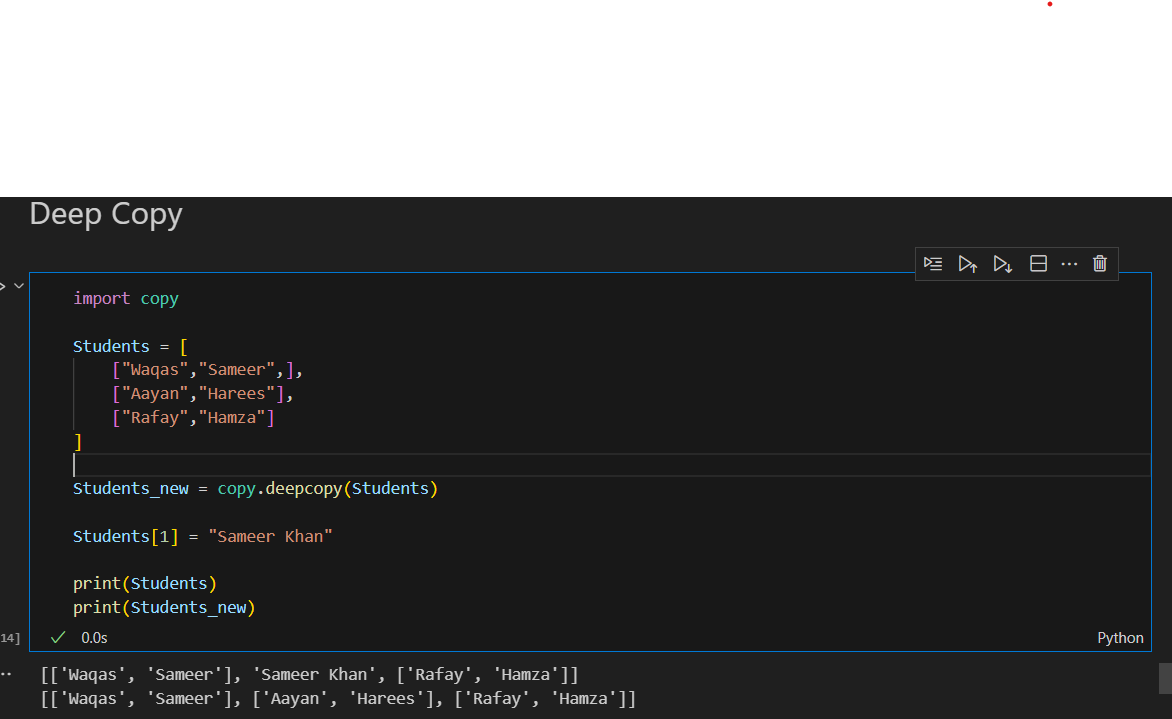 Deep Copy
import copy
Students = [
["Waqas","Sameer",],
["Aayan","Harees"],
["Rafay","Hamza"]
]
Students_new = copy.deepcopy(Students)
Students[1] = "Sameer Khan"
print(Students)
print(Students_new)
14]
0.0s
Python
[['Waqas', 'Sameer'], 'Sameer Khan', ['Rafay', 'Hamza']]
[['Waqas', 'Sameer'], ['Aayan', 'Harees'], ['Rafay', 'Hamza']]